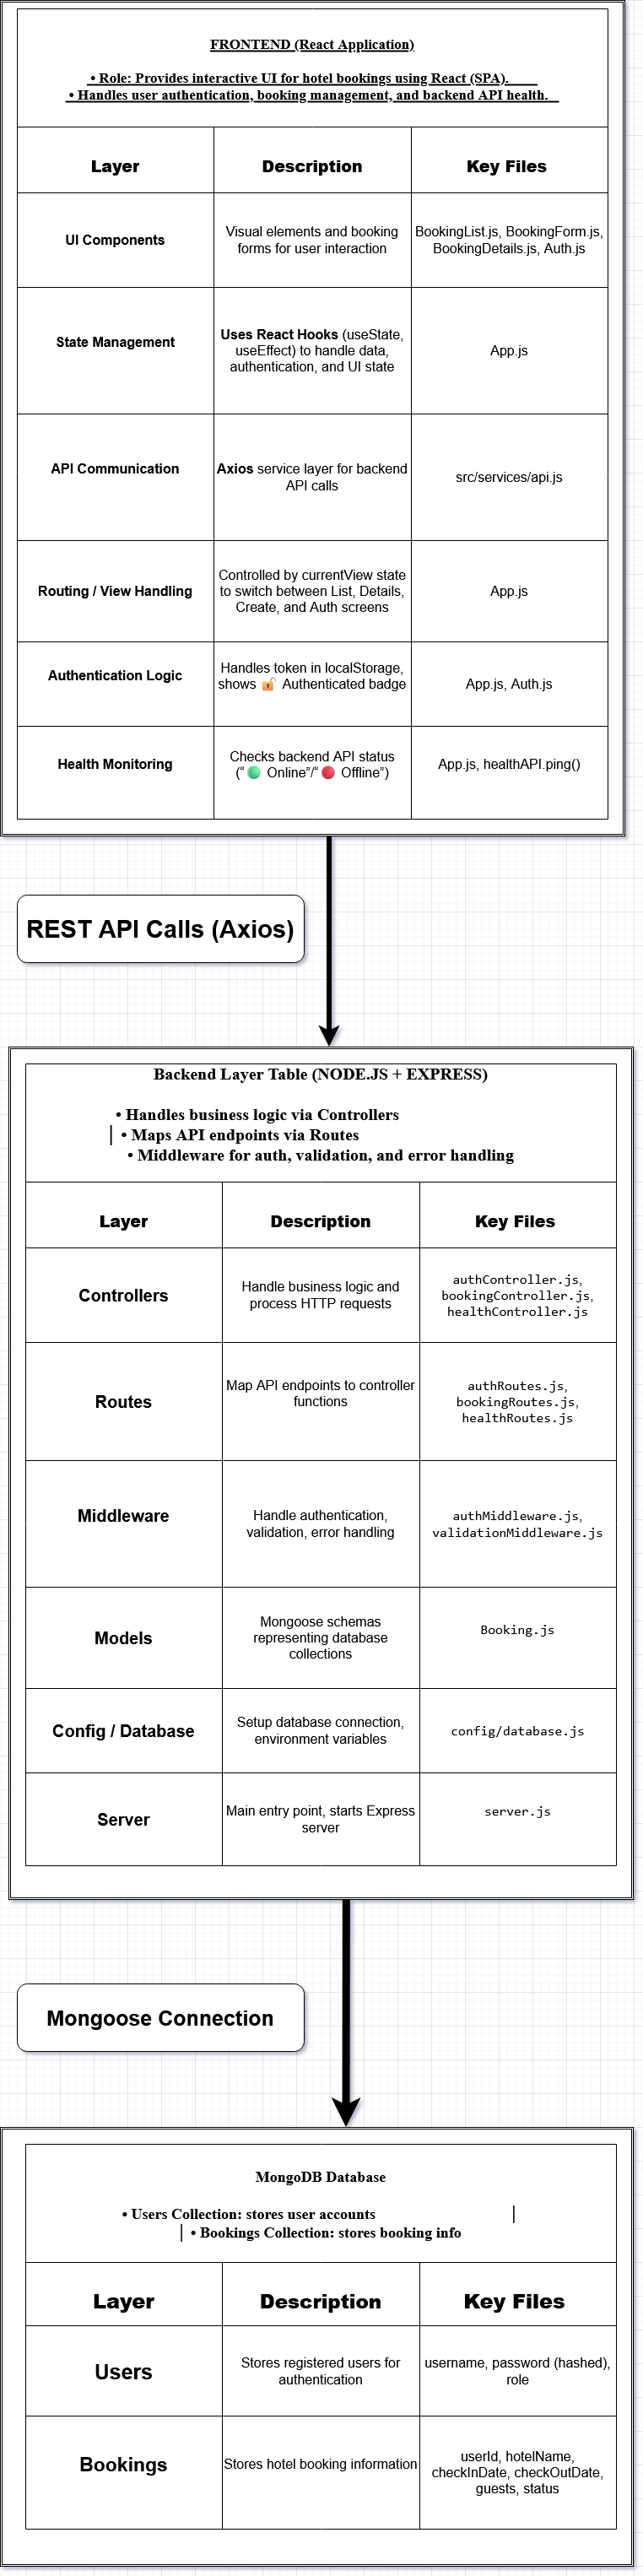 FRONTEND (React Application)
• Role: Provides interactive UI for hotel bookings using React (SPA).
• Handles user authentication, booking management, and backend API health.
Layer
Description
Key Files
UI Components
Visual elements and booking
forms for user interaction
BookingList.js, BookingForm.js,
BookingDetails.js, Auth.js
State Management
Uses React Hooks (useState,
useEffect) to handle data,
authentication, and UI state
App.js
API Communication
Axios service layer for backend
API calls
src/services/api.js
Routing / View Handling
Controlled by currentView state
to switch between List, Details,
Create, and Auth screens
App.js
Authentication Logic
Handles token in localStorage,
shows 🔓 Authenticated badge
App.js, Auth.js
Health Monitoring
Checks backend API status
(“🟢 Online”/“🔴 Offline”)
App.js, healthAPI.ping()
REST API Calls (Axios)
Backend Layer Table (NODE.JS + EXPRESS)
• Handles business logic via Controllers
│ • Maps API endpoints via Routes
• Middleware for auth, validation, and error handling
Layer
Description
Key Files
Controllers
Handle business logic and
process HTTP requests
authController.js,
bookingController.js,
healthController.js
Routes
Map API endpoints to controller
functions
authRoutes.js,
bookingRoutes.js,
healthRoutes.js
Middleware
Handle authentication,
validation, error handling
authMiddleware.js,
validationMiddleware.js
Models
Mongoose schemas
representing database
collections
Booking.js
Config / Database
Setup database connection,
environment variables
config/database.js
Server
Main entry point, starts Express
server
server.js
Mongoose Connection
MongoDB Database
• Users Collection: stores user accounts │
│ • Bookings Collection: stores booking info
Layer
Description
Key Files
Users
Stores registered users for
authentication
username, password (hashed),
role
Bookings
Stores hotel booking information
userId, hotelName,
checkInDate, checkOutDate,
guests, status